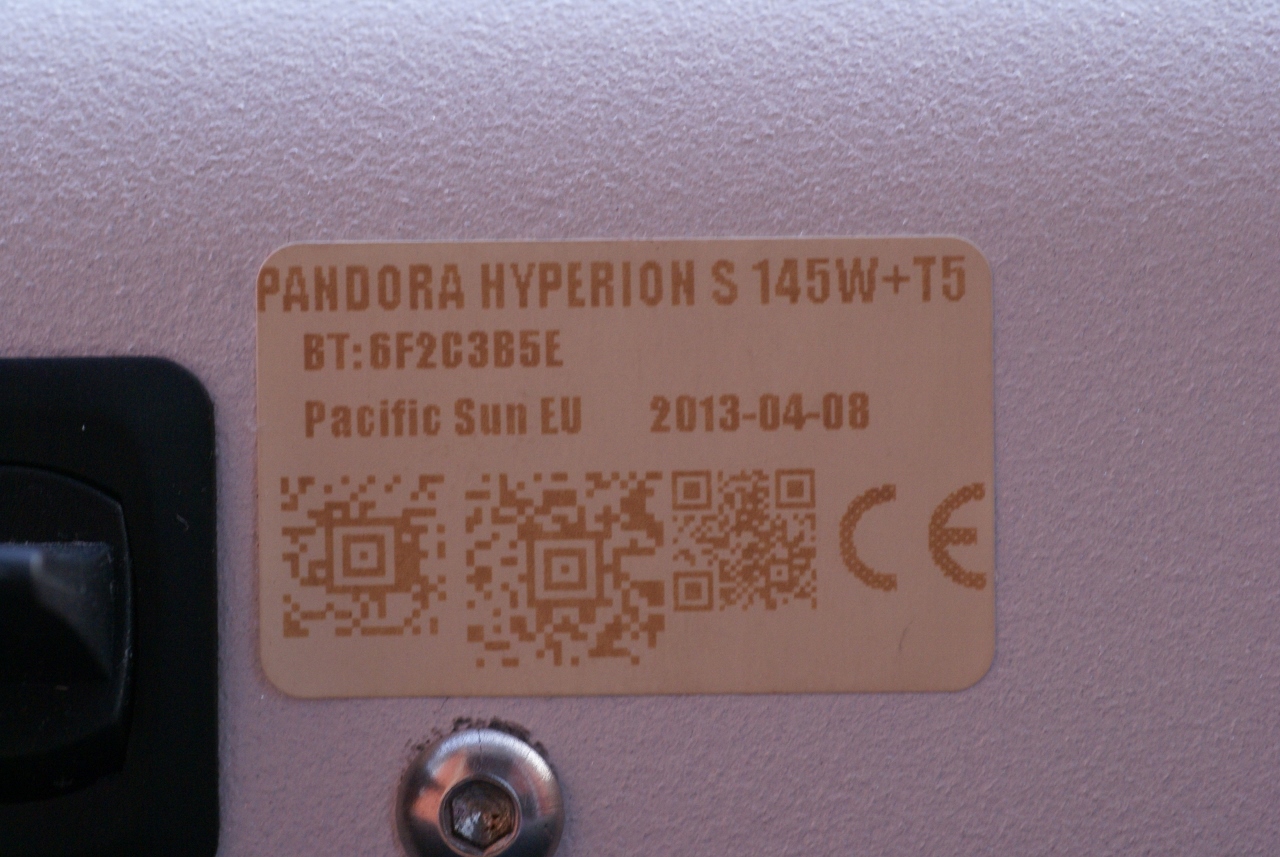 PANDORA HYPERION S 145W+T5
BT:6F2C3B5E
Pacific Sun EU 2013-04-08
CE